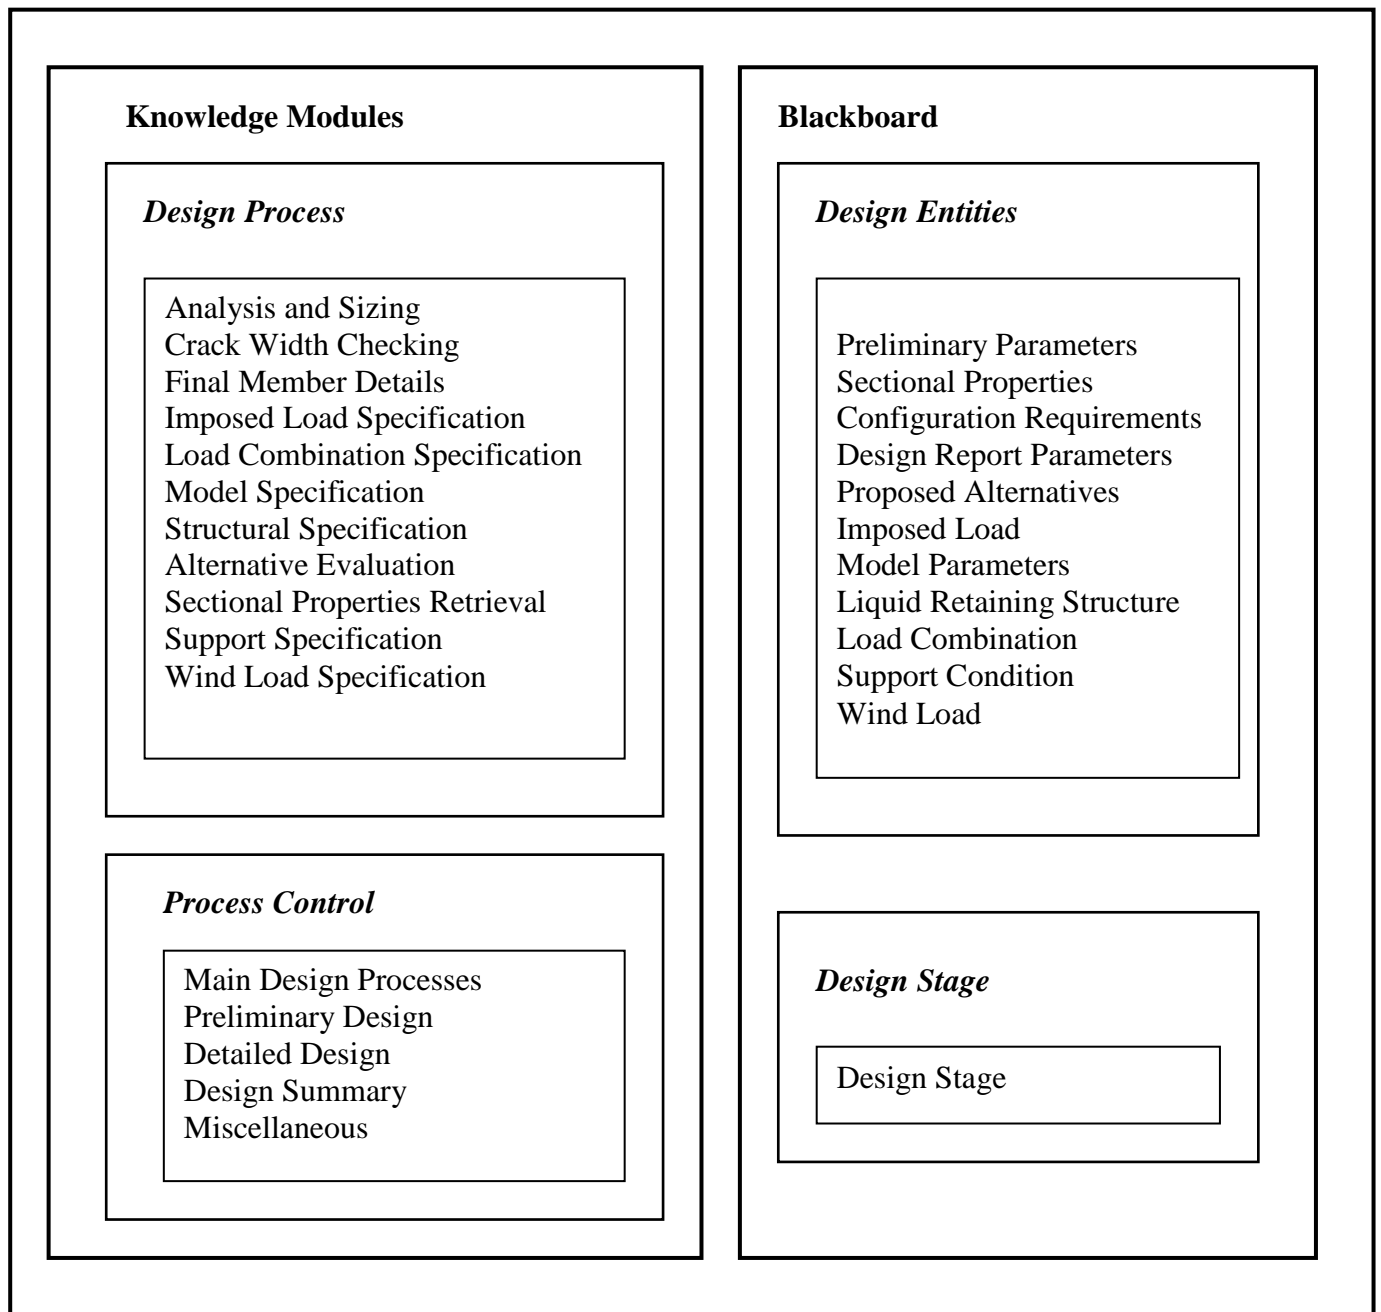 Knowledge Modules
Design Process
Analysis and Sizing
Crack Width Checking
Final Member Details
Imposed Load Specification
Load Combination Specification
Model Specification
Structural Specification
Alternative Evaluation
Sectional Properties Retrieval
Support Specification
Wind Load Specification
Process Control
Main Design Processes
Preliminary Design
Detailed Design
Design Summary
Miscellaneous
Blackboard
Design Entities
Preliminary Parameters
Sectional Properties
Configuration Requirements
Design Report Parameters
Proposed Alternatives
Imposed Load
Model Parameters
Liquid Retaining Structure
Load Combination
Support Condition
Wind Load
Design Stage
Design Stage